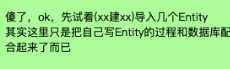 傻了，ok，先试着(xx建xx)导入几个Entity
其实这里只是把自己写Entity的过程和数据库配
合起来了而已